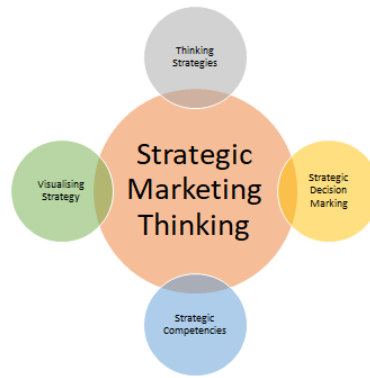 Thinking
Strategies
Strategic
Marketing
Thinking
Visualising
Strategy
Strategic
Decision
Marking
Strategic
Competencies